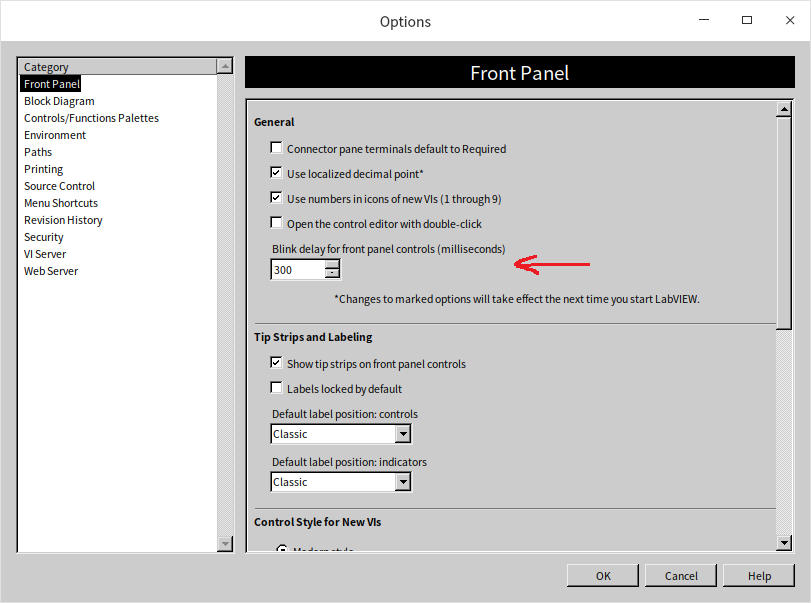 Options
Category
Front Panel
Block Diagram
Controls/Functions Palettes
Environment
Paths
Printing
Source Control
Menu Shortcuts
Revision History
Security
VI Server
Web Server
Front Panel
General
Connector pane terminals default to Required
Use localized decimal point*
Use numbers in icons of new VIs (1 through 9)
Open the control editor with double-click
Blink delay for front panel controls (milliseconds)
300
*Changes to marked options will take effect the next time you start LabVIEW.
Tip Strips and Labeling
Show tip strips on front panel controls
Labels locked by default
Default label position: controls
Classic
Default label position: indicators
Classic
Control Style for New VIs
Modern style
OK
Cancel
Help